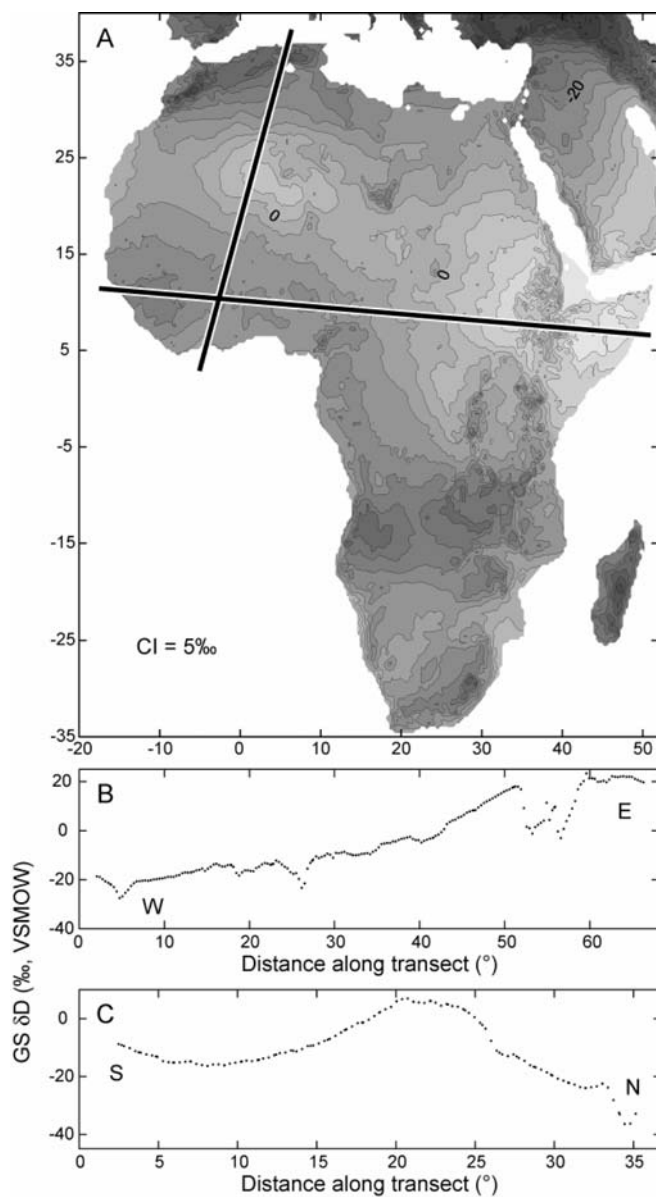 A
35
25
15
5
-5
-15
-25
-35
-20
0
0
CI = 5‰
-20 -10 0 10 20 30 40 50
GS δD (‰, VSMOW)
B
E
W
20
0
-20
-40
0 10 20 30 40 50 60
Distance along transect (°)
C
S
N
0
-20
-40
0 5 10 15 20 25 30 35
Distance along transect (°)